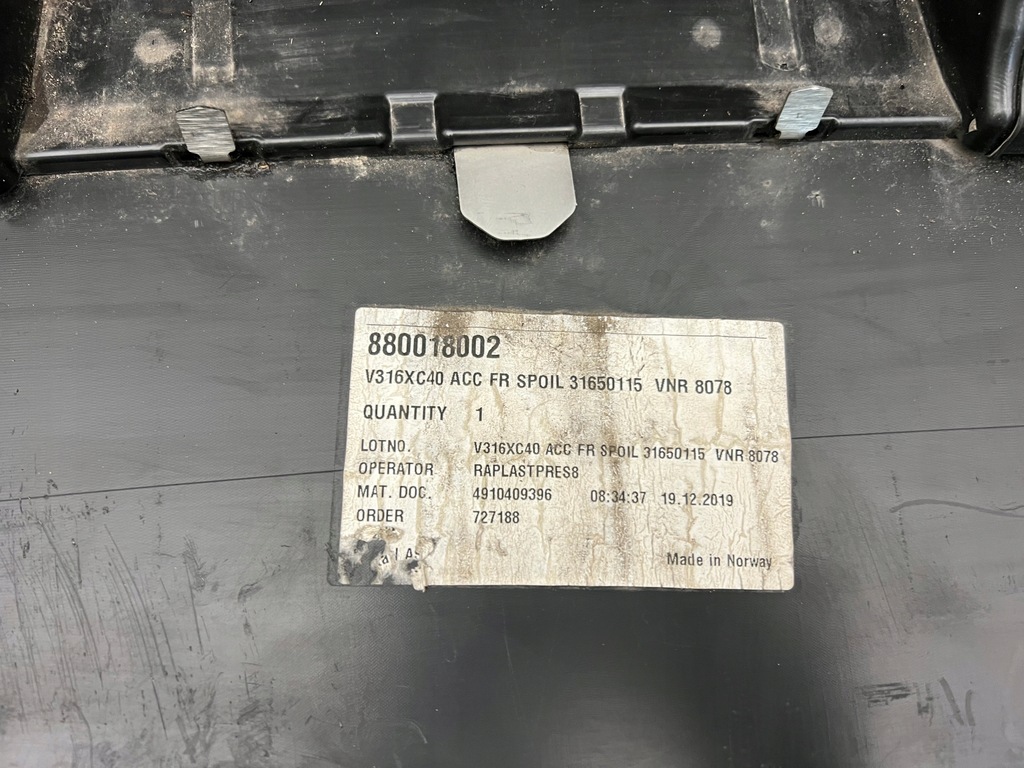 880018002
V316XC40 ACC FR SPOIL 31650115 VNR 8078
QUANTITY 1
LOTNO. V316XC40 ACC FR SPOIL 31650115 VNR 8078
OPERATOR RAPLASTPRES8
MAT. DOC. 4910409396 08:34:37 19.12.2019
ORDER 727188
Made in Norway